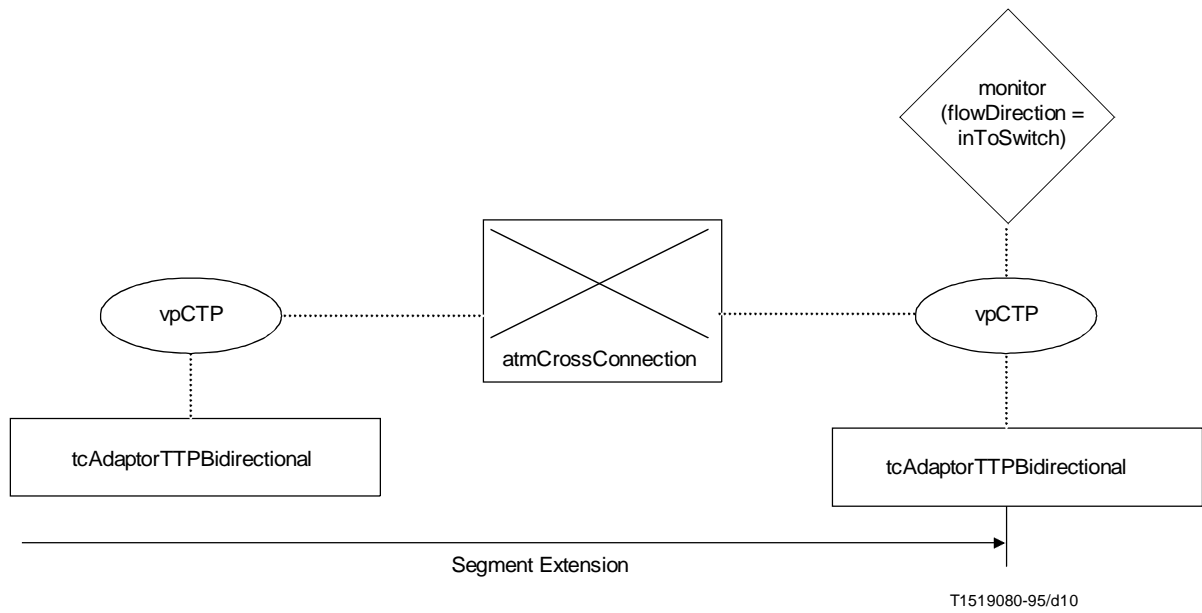 monitor
(flowDirection =
inToSwitch)
vpCTP
atmCrossConnection
vpCTP
tcAdaptorTTPBidirectional
tcAdaptorTTPBidirectional
Segment Extension
T1519080-95/d10